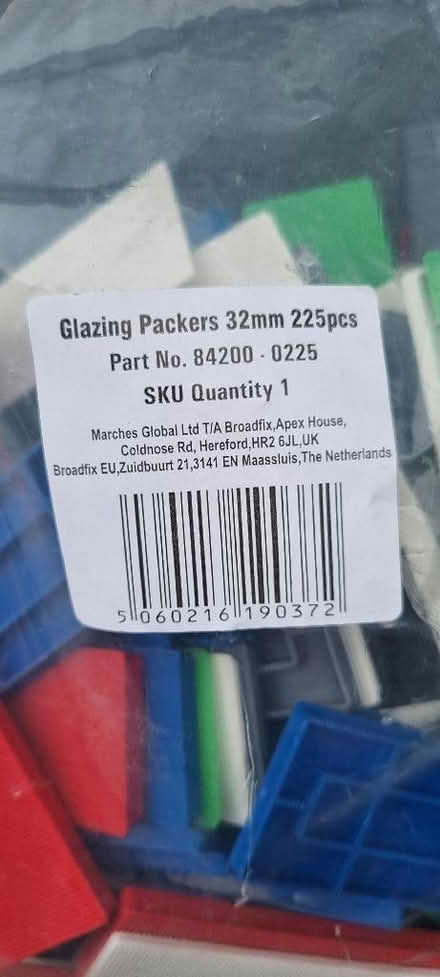 Glazing Packers 32mm 225pcs
Part No. 84200 - 0225
SKU Quantity 1
Marches Global Ltd T/A Broadfix,Apex House,
Coldnose Rd, Hereford,HR2 6JL,UK
Broadfix EU,Zuidbuurt 21,3141 EN Maassluis,The Netherlands
5 060216 190372